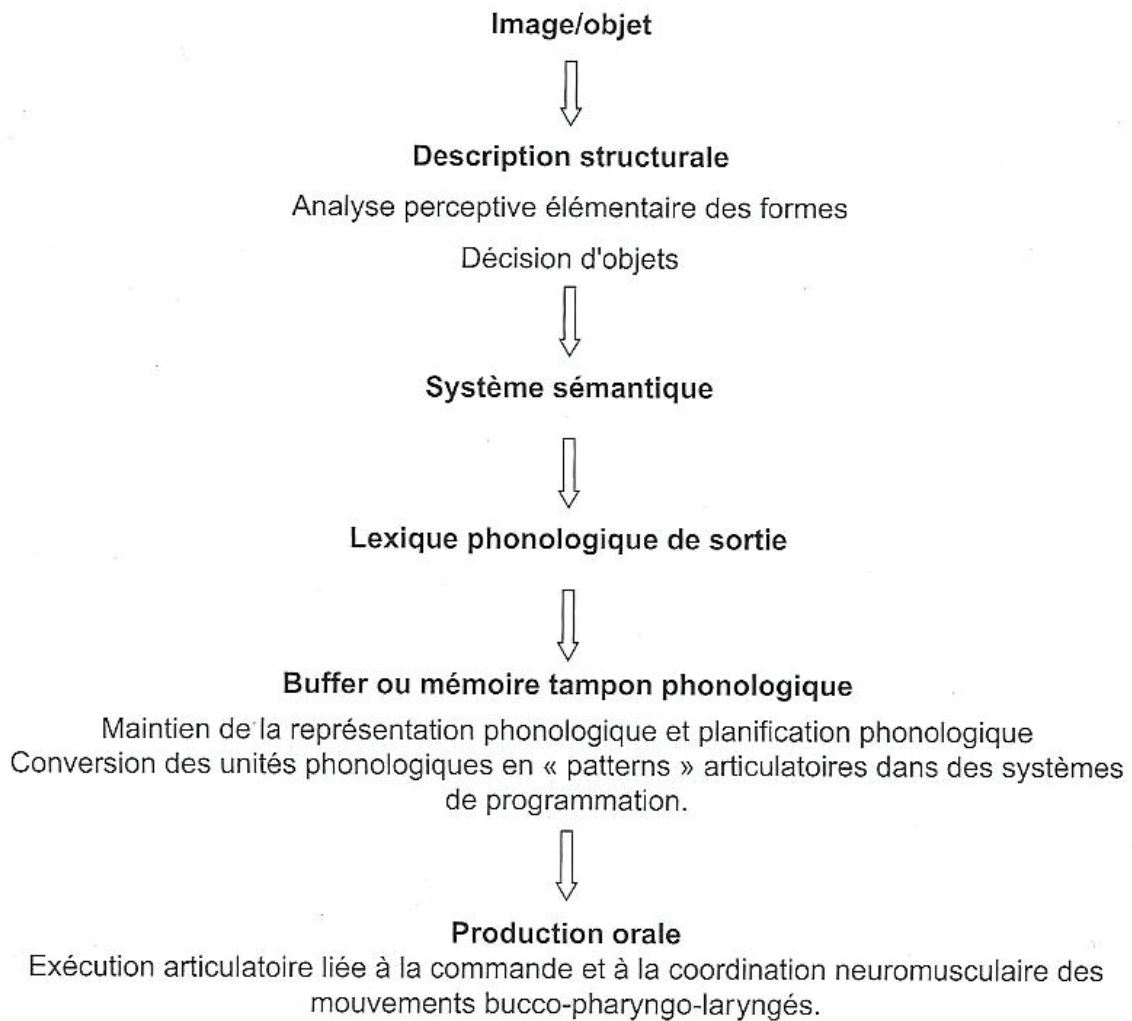 Image/objet
Description structurale
Analyse perceptive élémentaire des formes
Décision d'objets
Système sémantique
Lexique phonologique de sortie
Buffer ou mémoire tampon phonologique
Maintien de la représentation phonologique et planification phonologique
Conversion des unités phonologiques en « patterns » articulatoires dans des systèmes
de programmation.
Production orale
Exécution articulatoire liée à la commande et à la coordination neuromusculaire des
mouvements bucco-pharyngo-laryngés.